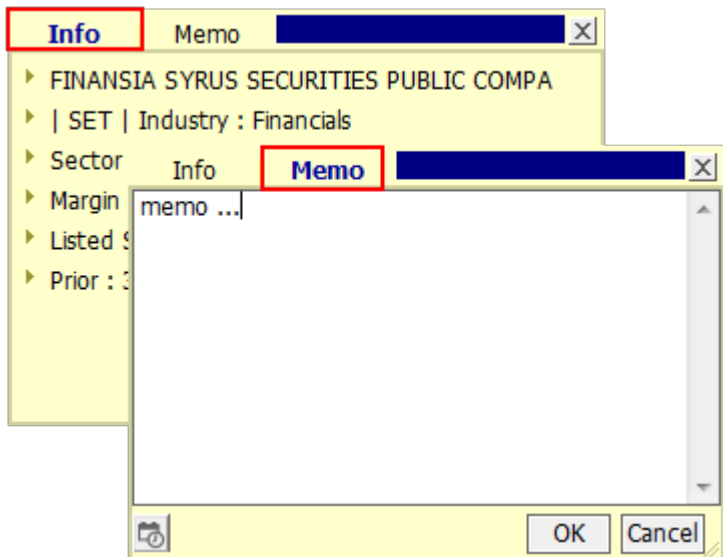 Info Memo
FINANSIA SYRUS SECURITIES PUBLIC COMPA
| SET | Industry : Financials
Sector
Margin
Listed
Prior :
Info Memo
memo ...
OK Cancel